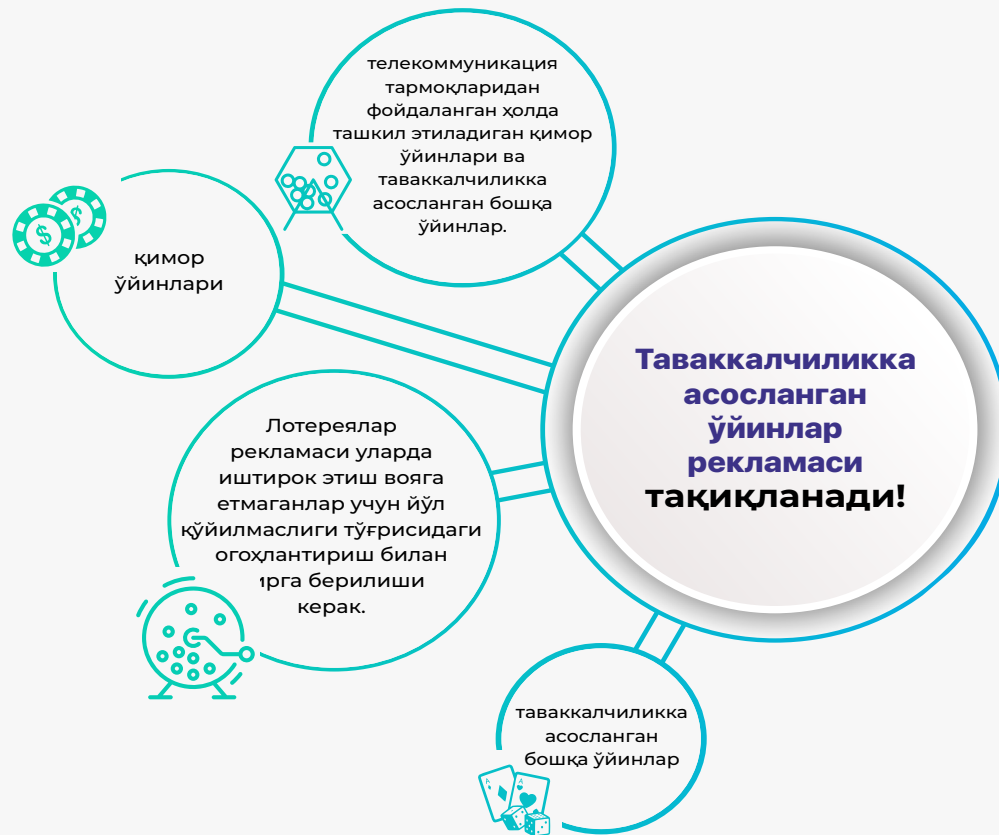 телекоммуникация
тармоқларидан
фойдаланган ҳолда
ташкил этиладиган қимор
ўйинлари ва
таваккалчиликка
асосланган бошқа
ўйинлар.
қимор
ўйинлари
Таваккалчиликка
асосланган
ўйинлар
рекламаси
тақиқланади!
Лотереялар
рекламаси уларда
иштирок этиш вояга
етмаганлар учун йўл
қўйилмаслиги тўғрисидаги
огоҳлантириш билан
берилиши
керак.
таваккалчиликка
асосланган
бошқа ўйинлар